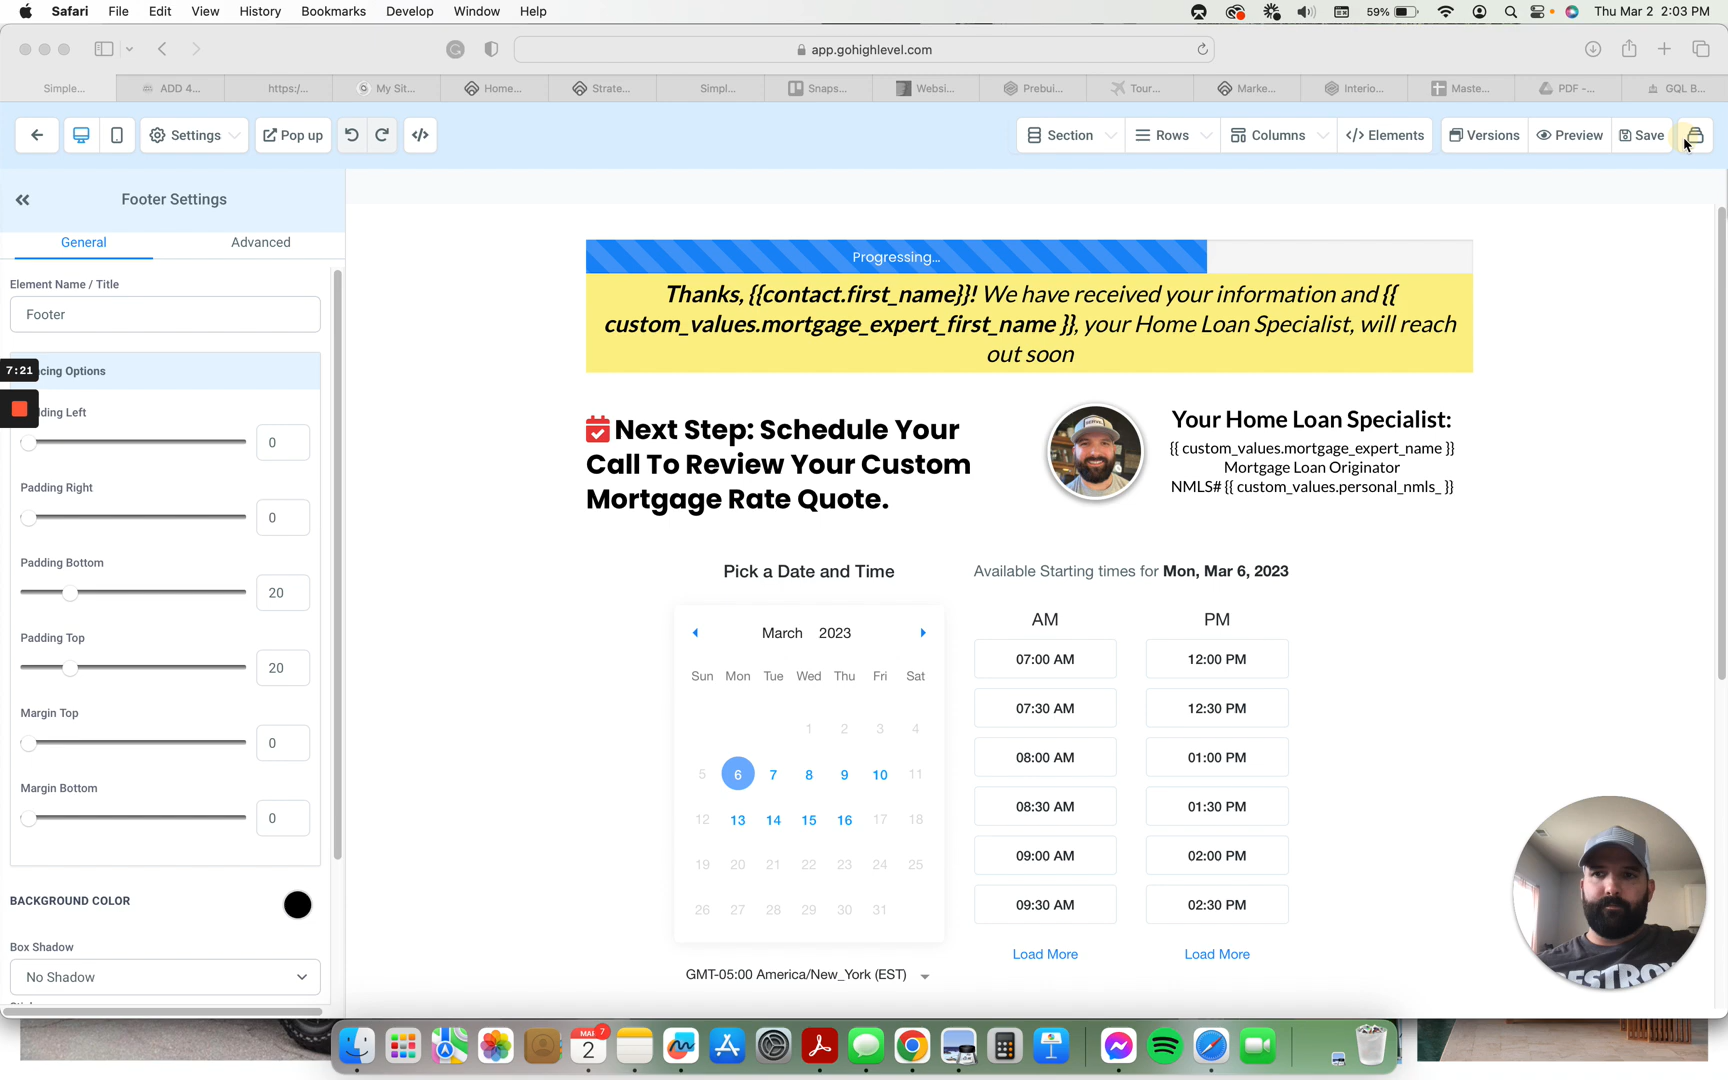 Safari File Edit View History Bookmarks Develop Window Help 59% Thu Mar 2 2:03 PM
app.gohighlevel.com
Simple... ADD 4... https:/... My Sit... Home... Strate... Simpl... Snaps... Websi... Prebui... Tour... Marke... Interio... Maste... PDF -... GQL B...
Settings Pop up Section Rows Columns </> Elements Versions Preview Save
Footer Settings
General Advanced
Element Name / Title
Footer
7:21
cing Options
dding Left
0
Padding Right
0
Padding Bottom
20
Padding Top
20
Margin Top
0
Margin Bottom
0
BACKGROUND COLOR
Box Shadow
No Shadow
Progressing...
Thanks, {{contact.first_name}}! We have received your information and {{
custom_values.mortgage_expert_first_name }}, your Home Loan Specialist, will reach
out soon
Next Step: Schedule Your
Call To Review Your Custom
Mortgage Rate Quote.
Your Home Loan Specialist:
{{ custom_values.mortgage_expert_name }}
Mortgage Loan Originator
NMLS# {{ custom_values.personal_nmls_ }}
Pick a Date and Time
March 2023
Sun Mon Tue Wed Thu Fri Sat
1 2 3 4
5 6 7 8 9 10 11
12 13 14 15 16 17 18
19 20 21 22 23 24 25
26 27 28 29 30 31
GMT-05:00 America/New_York (EST)
Available Starting times for Mon, Mar 6, 2023
AM PM
07:00 AM 12:00 PM
07:30 AM 12:30 PM
08:00 AM 01:00 PM
08:30 AM 01:30 PM
09:00 AM 02:00 PM
09:30 AM 02:30 PM
Load More Load More
MAR 7
2